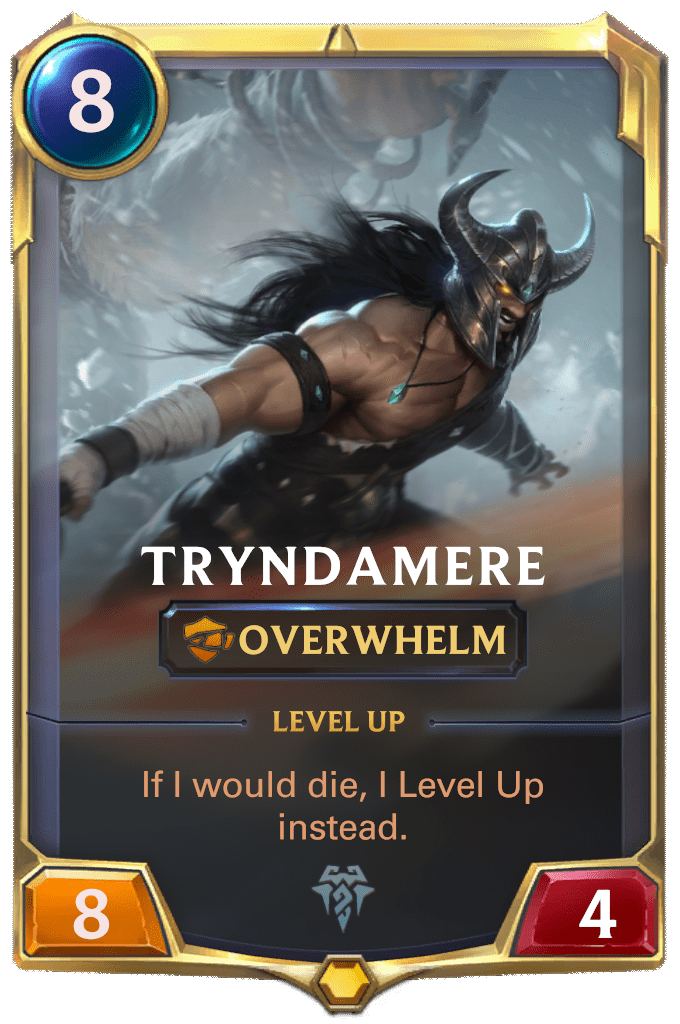 8
TRYNDAMERE
OVERWHELM
LEVEL UP
If I would die, I Level Up
instead.
8
4